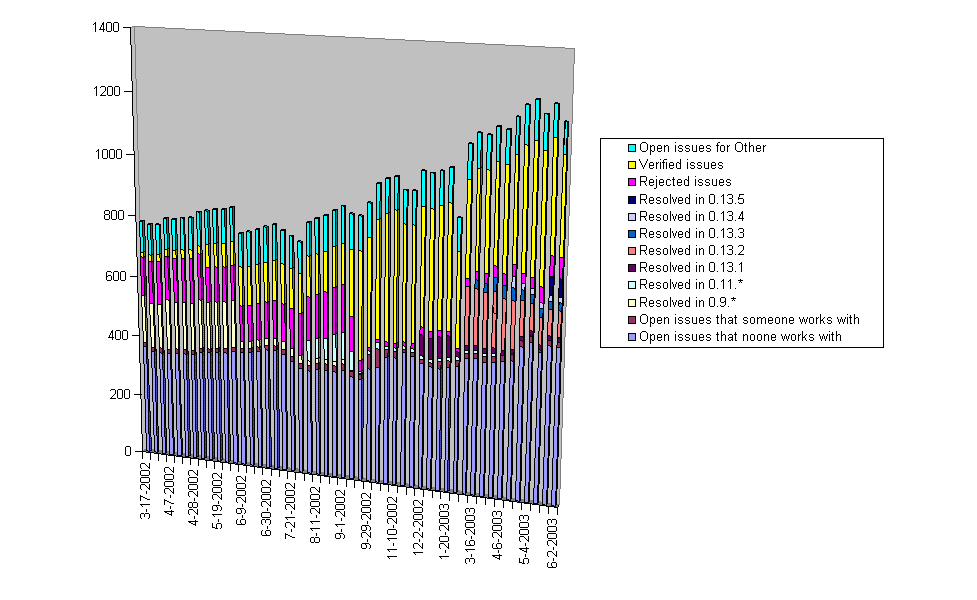 1400
1200
1000
800
600
400
200
0
3-17-2002
4-7-2002
4-28-2002
5-19-2002
6-9-2002
6-30-2002
7-21-2002
8-11-2002
9-1-2002
9-29-2002
11-10-2002
12-2-2002
1-20-2003
3-16-2003
4-6-2003
5-4-2003
6-2-2003
Open issues for Other
Verified issues
Rejected issues
Resolved in 0.13.5
Resolved in 0.13.4
Resolved in 0.13.3
Resolved in 0.13.2
Resolved in 0.13.1
Resolved in 0.11.*
Resolved in 0.9.*
Open issues that someone works with
Open issues that noone works with